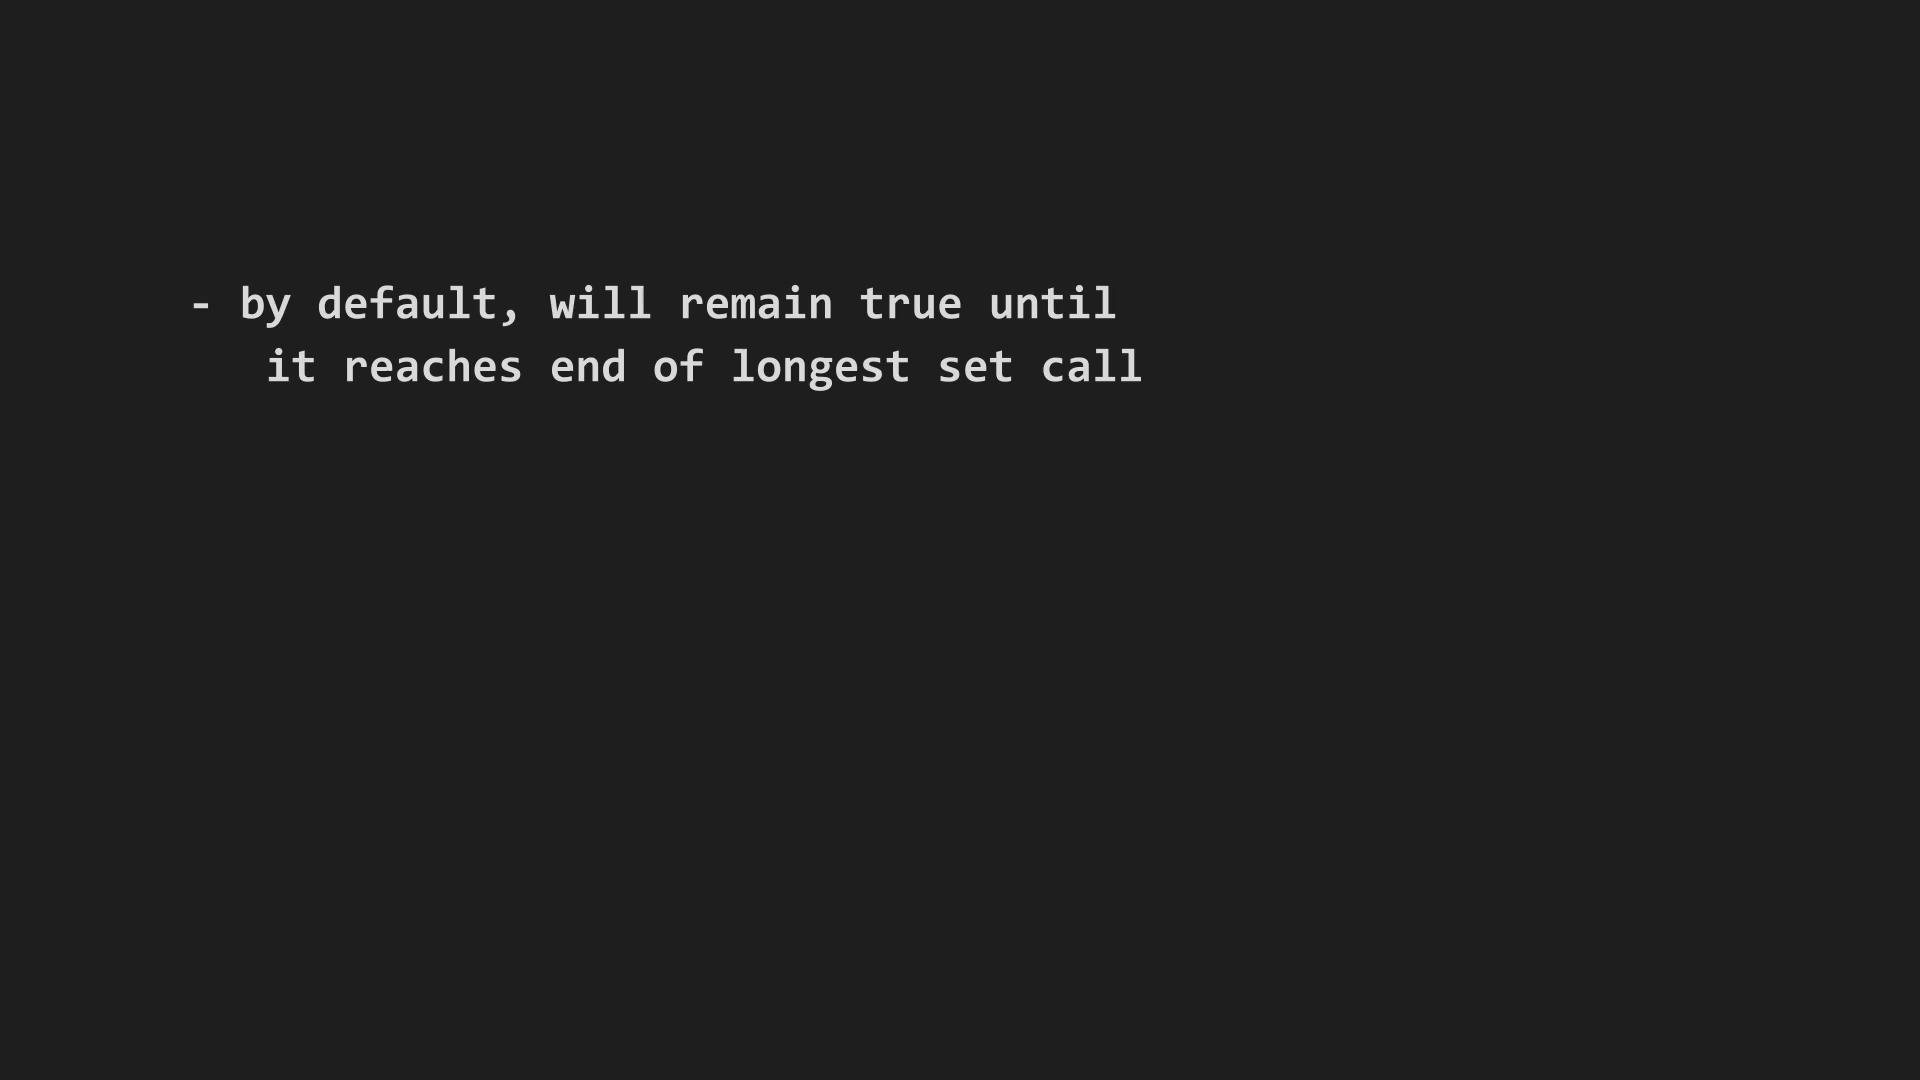 - by default, will remain true until
it reaches end of longest set call